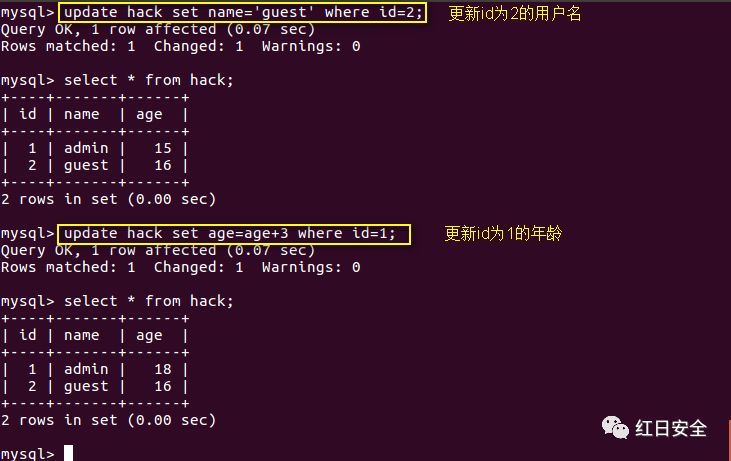 mysql> update hack set name='guest' where id=2; 更新id为2的用户名
Query OK, 1 row affected (0.07 sec)
Rows matched: 1  Changed: 1  Warnings: 0
mysql> select * from hack;
+----+-------+------+
| id | name  | age  |
+----+-------+------+
|  1 | admin |   15 |
|  2 | guest |   16 |
+----+-------+------+
2 rows in set (0.00 sec)
mysql> update hack set age=age+3 where id=1; 更新id为1的年龄
Query OK, 1 row affected (0.07 sec)
Rows matched: 1  Changed: 1  Warnings: 0
mysql> select * from hack;
+----+-------+------+
| id | name  | age  |
+----+-------+------+
|  1 | admin |   18 |
|  2 | guest |   16 |
+----+-------+------+
2 rows in set (0.00 sec)
红日安全
mysql>